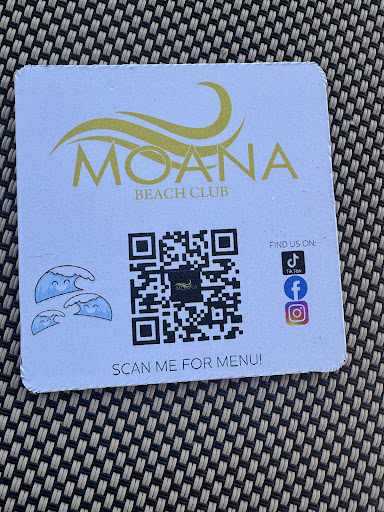 MOANA
BEACH CLUB
FIND US ON:
TikTok
SCAN ME FOR MENU!